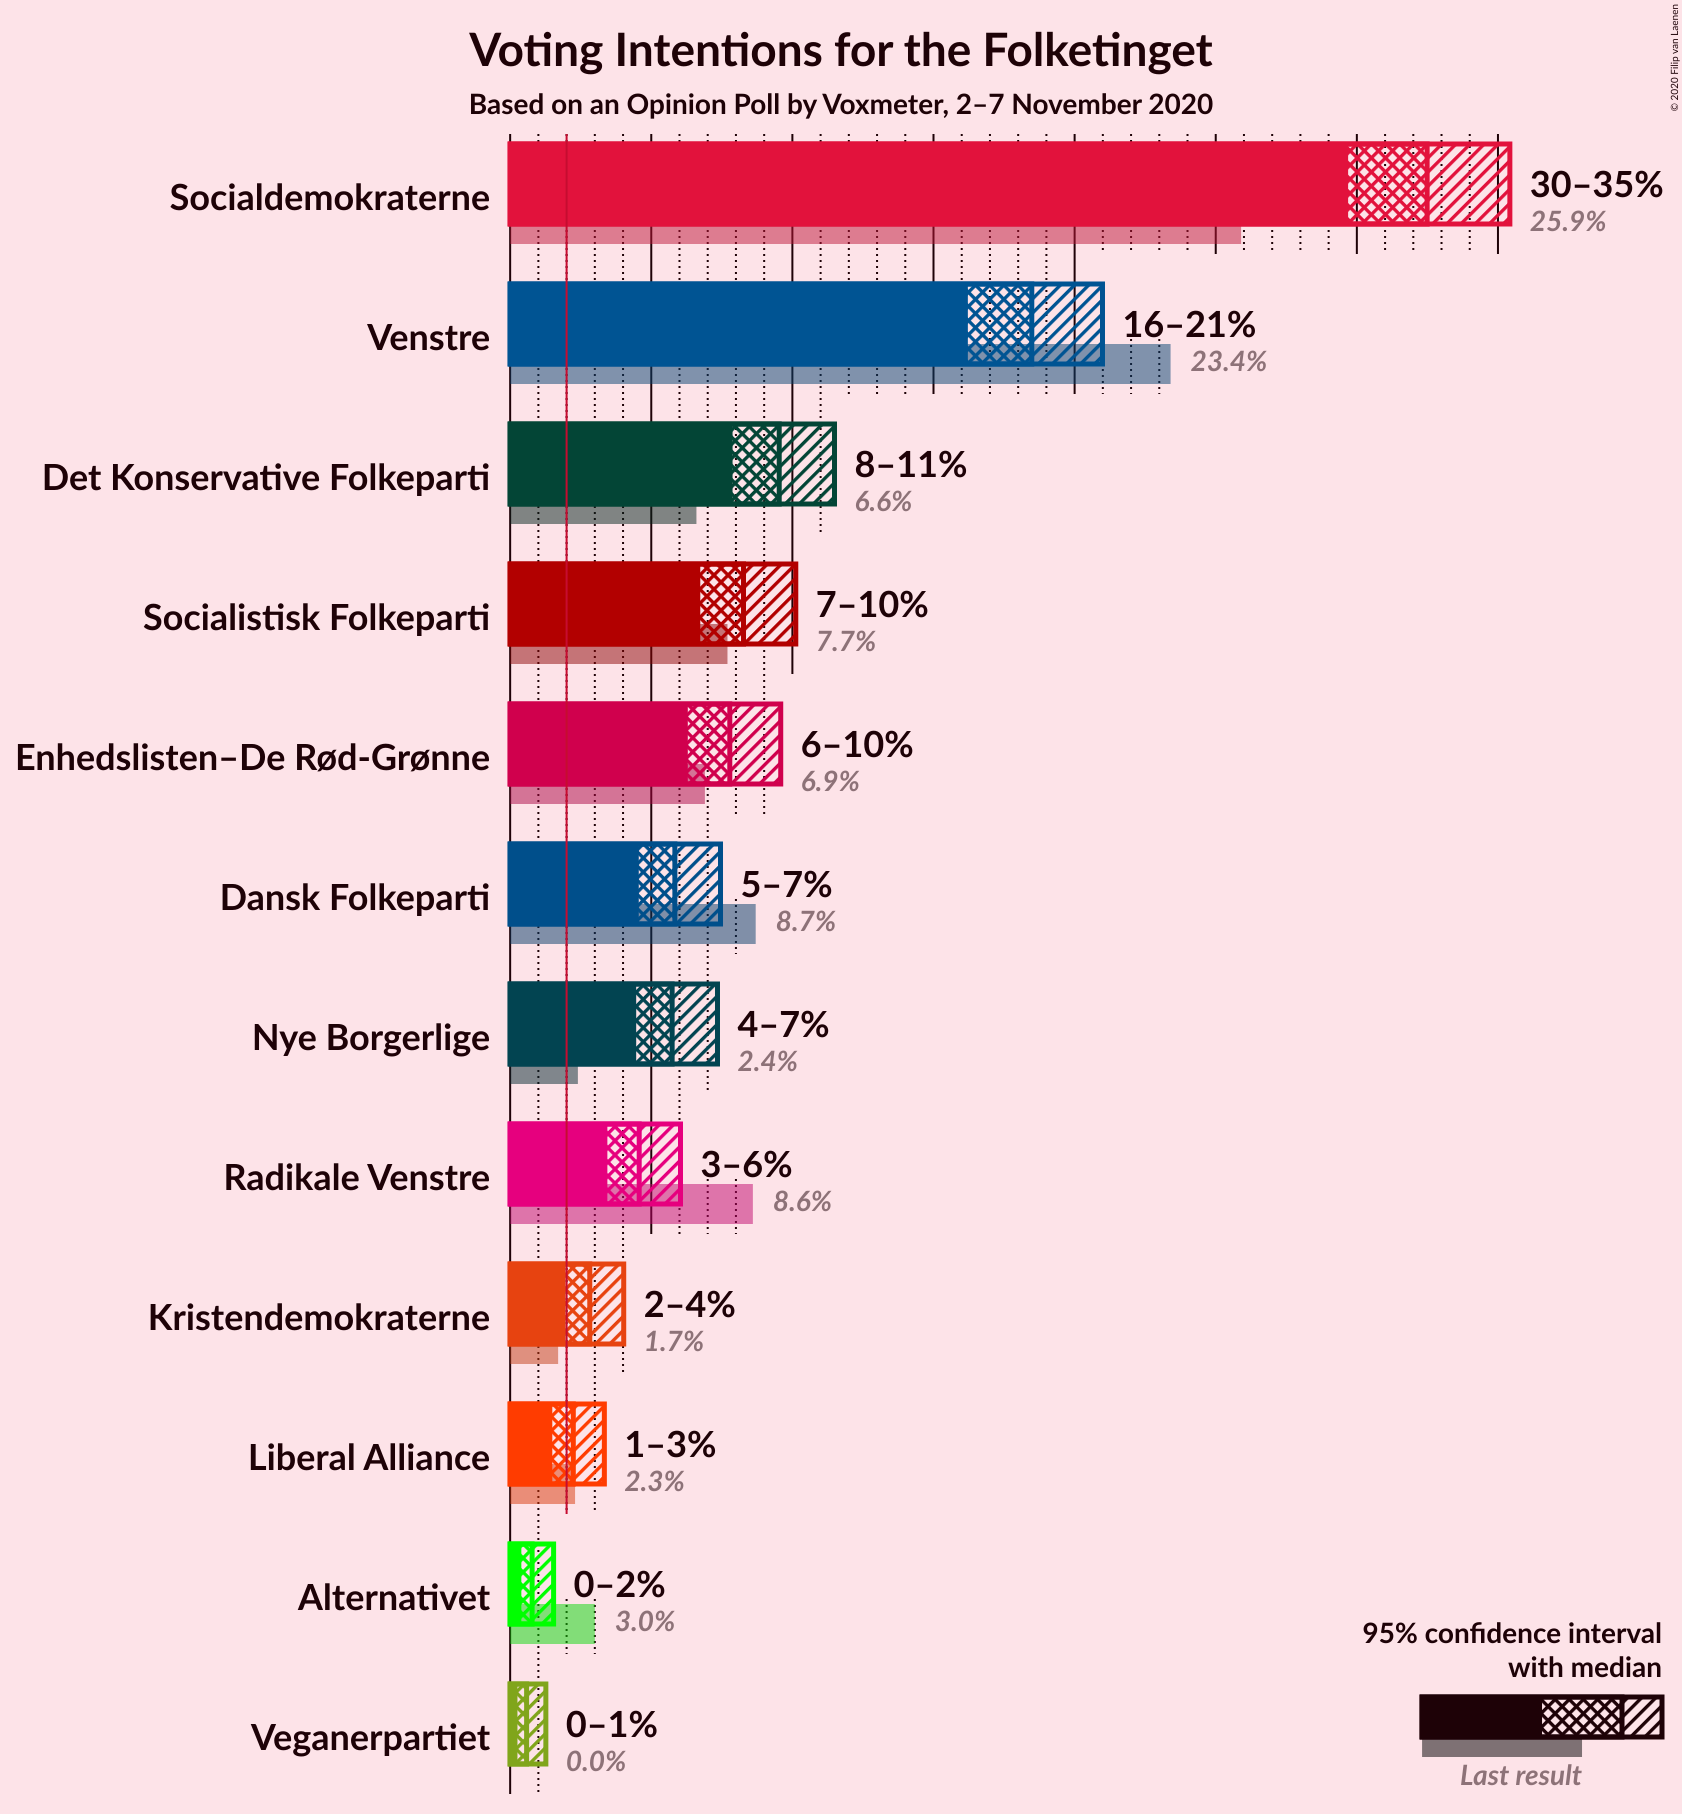 Voting Intentions for the Folketinget
Based on an Opinion Poll by Voxmeter, 2–7 November 2020
© 2020 Filip van Laenen
Socialdemokraterne
30–35%
25.9%
Venstre
16–21%
23.4%
Det Konservative Folkeparti
8–11%
6.6%
Socialistisk Folkeparti
7–10%
7.7%
Enhedslisten–De Rød-Grønne
6–10%
6.9%
Dansk Folkeparti
5–7%
8.7%
Nye Borgerlige
4–7%
2.4%
Radikale Venstre
3–6%
8.6%
Kristendemokraterne
2–4%
1.7%
Liberal Alliance
1–3%
2.3%
Alternativet
0–2%
3.0%
Veganerpartiet
0–1%
0.0%
95% confidence interval
with median
Last result